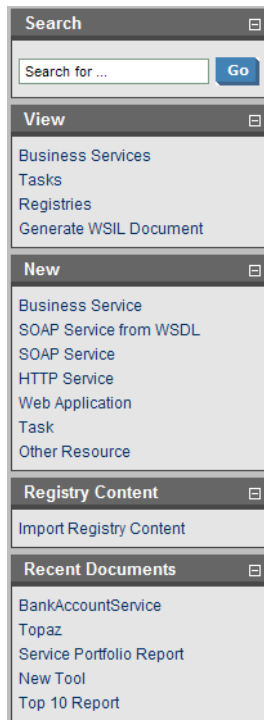 Search
Search for ... Go
View
Business Services
Tasks
Registries
Generate WSIL Document
New
Business Service
SOAP Service from WSDL
SOAP Service
HTTP Service
Web Application
Task
Other Resource
Registry Content
Import Registry Content
Recent Documents
BankAccountService
Topaz
Service Portfolio Report
New Tool
Top 10 Report